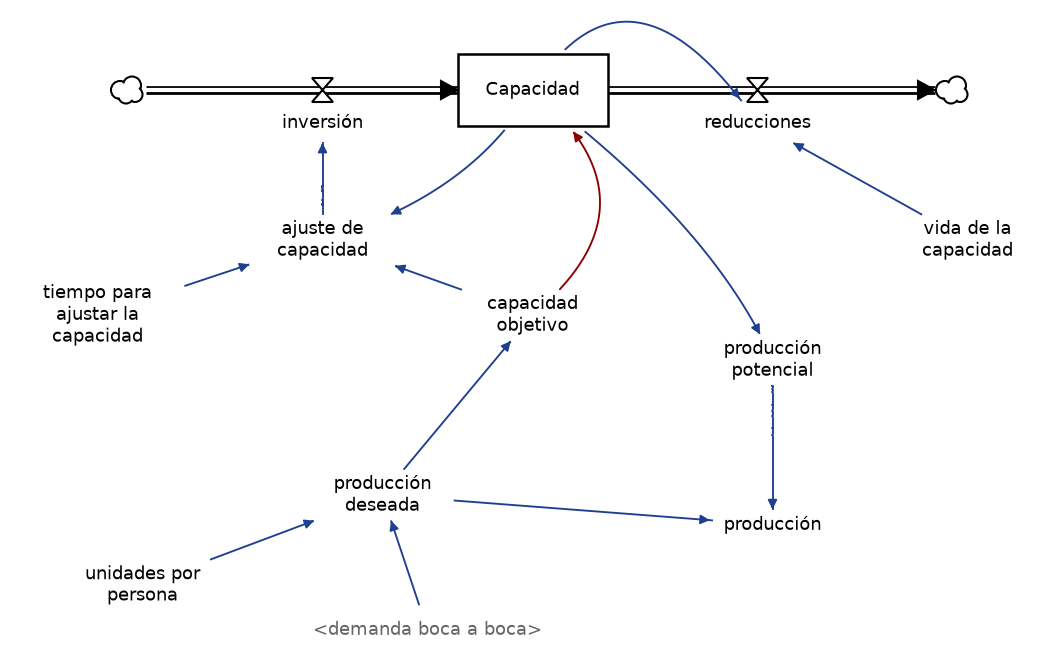 Capacidad
inversión
reducciones
ajuste de
capacidad
vida de la
capacidad
tiempo para
ajustar la
capacidad
capacidad
objetivo
producción
potencial
producción
deseada
producción
unidades por
persona
<demanda boca a boca>